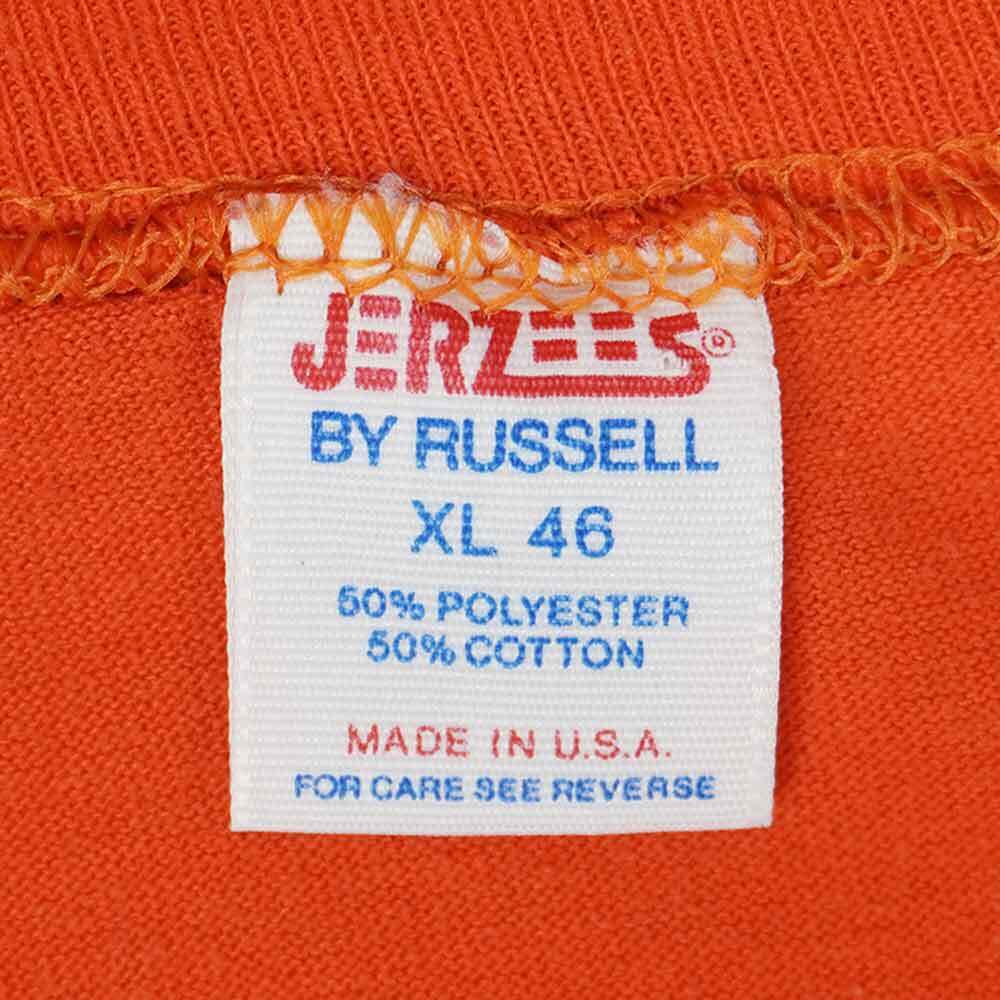 JERZEES®
BY RUSSELL
XL 46
50% POLYESTER
50% COTTON
MADE IN U.S.A.
FOR CARE SEE REVERSE